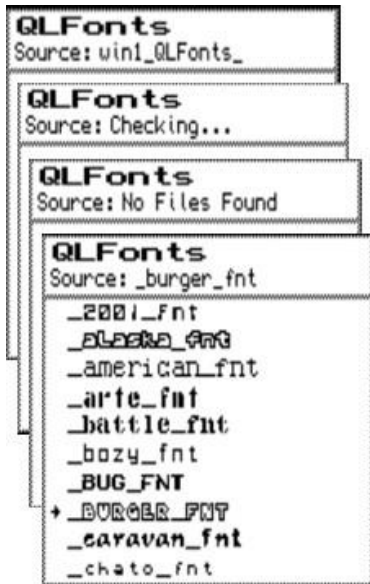 QLFonts
Source: win1_QLFonts_
QLFonts
Source: Checking...
QLFonts
Source: No Files Found
QLFonts
Source: _burger_fnt
_2001_fnt
_alaska_fnt
_american_fnt
_arte_fnt
_battle_fnt
_bozy_fnt
_BUG_FNT
_BURGER_FNT
_caravan_fnt
_chato_fnt